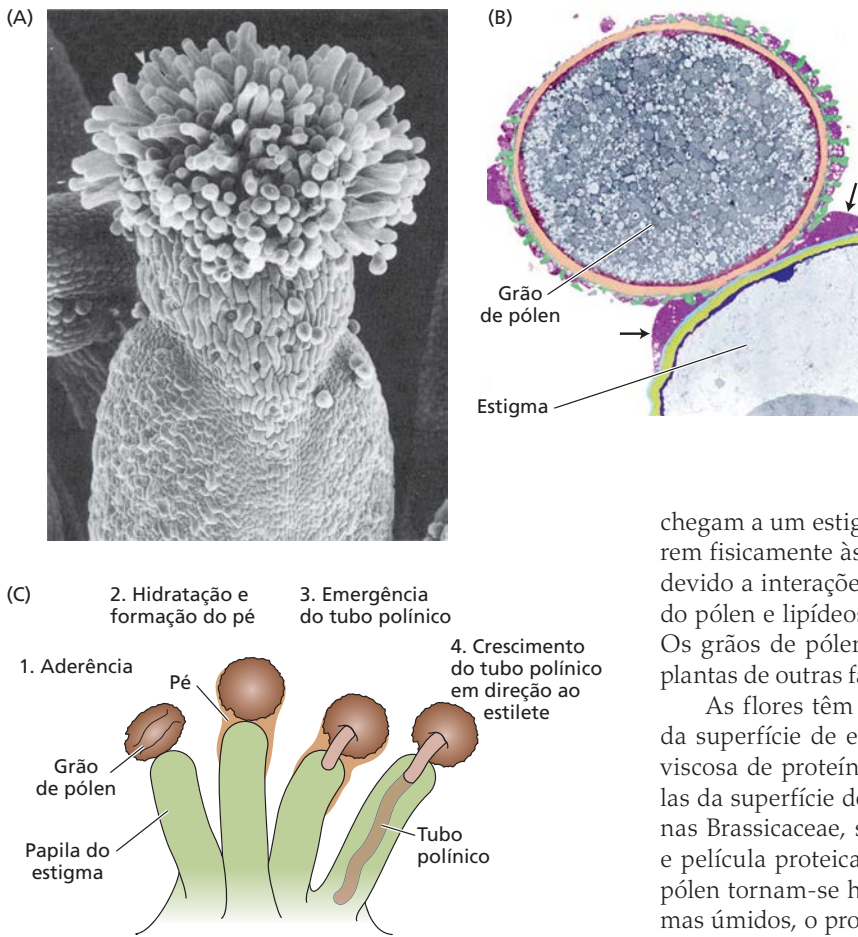 (A)
(B)
Grão
de pólen
Estigma
(C)
1. Aderência
2. Hidratação e
formação do pé
3. Emergência
do tubo polínico
4. Crescimento
do tubo polínico
em direção ao
estilete
Pé
Grão
de pólen
Papila do
estigma
Tubo
polínico
chegam a um estig
rem fisicamente às
devido a interaçõe
do pólen e lipídeos
Os grãos de pólen
plantas de outras fa
As flores têm
da superfície de e
viscosa de proteín
las da superfície de
nas Brassicaceae, s
e película proteica
pólen tornam-se h
mas úmidos, o pro